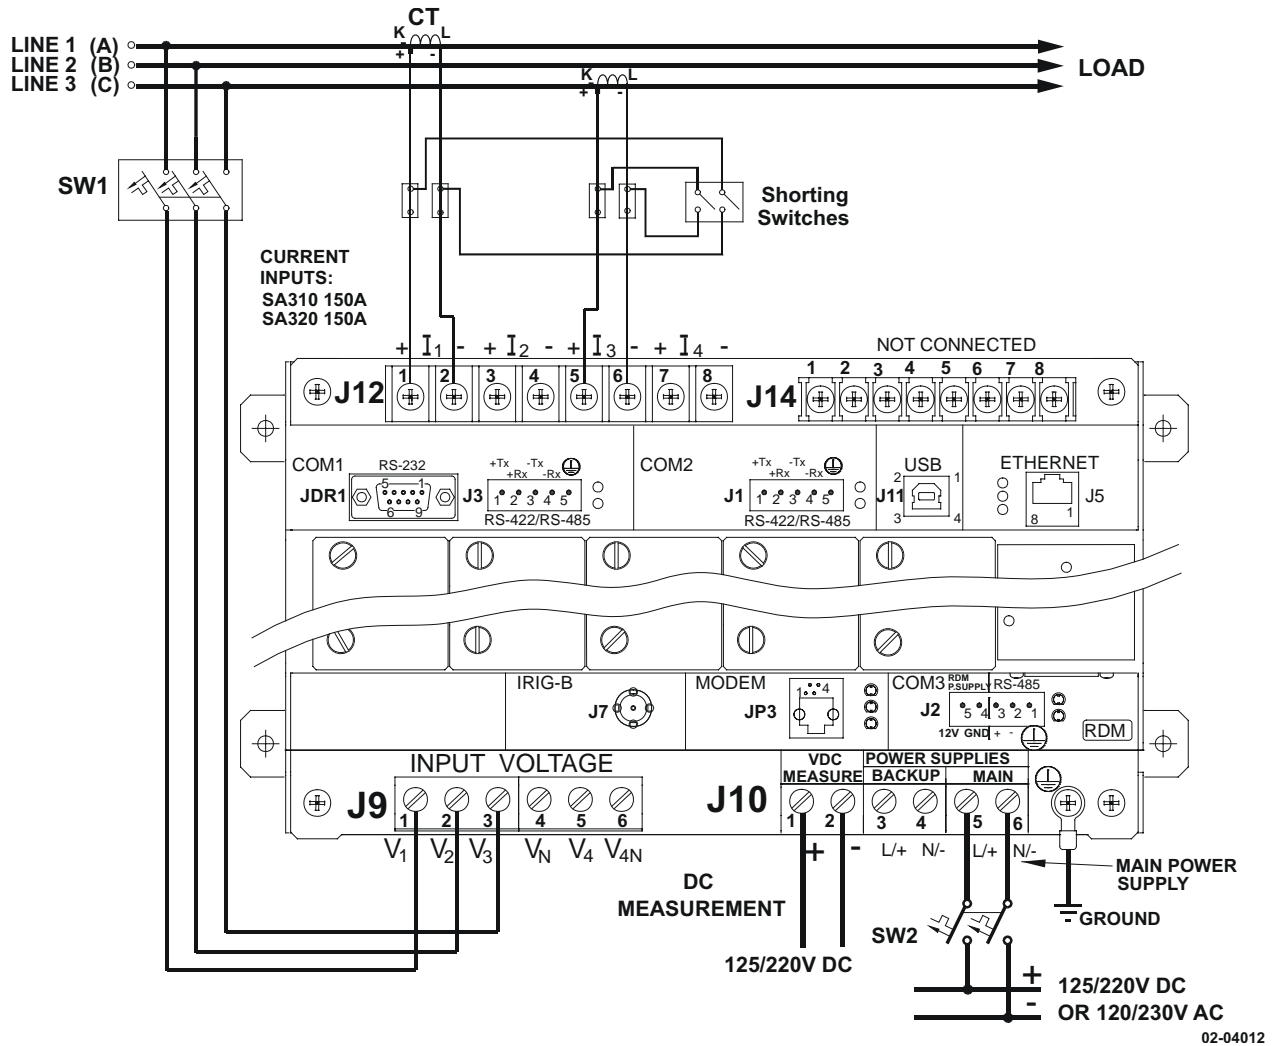 CT
K L
+ -
LINE 1 (A)
LINE 2 (B)
LINE 3 (C)
LOAD
K L
+ -
SW1
Shorting
Switches
CURRENT
INPUTS:
SA310 150A
SA320 150A
+ I1 - + I2 - + I3 - + I4 -
NOT CONNECTED
J12 1 2 3 4 5 6 7 8
J14 1 2 3 4 5 6 7 8
COM1 RS-232
JDR1 5 1
6 9
+Tx -Tx
+Rx -Rx
J3 1 2 3 4 5
RS-422/RS-485
COM2
+Tx -Tx
+Rx -Rx
J1 1 2 3 4 5
RS-422/RS-485
USB
2 1
J11
3 4
ETHERNET
J5
8 1
IRIG-B
J7
MODEM
1 4
JP3
COM3 RDM P.SUPPLY RS-485
J2 5 4 3 2 1
12V GND + -
RDM
INPUT VOLTAGE
J9 1 2 3 4 5 6
V1 V2 V3 VN V4 V4N
VDC
MEASURE
POWER SUPPLIES
BACKUP MAIN
J10 1 2 3 4 5 6
+ - L/+ N/- L/+ N/-
MAIN POWER
SUPPLY
DC
MEASUREMENT
GROUND
SW2
125/220V DC
+ 125/220V DC
- OR 120/230V AC
02-04012